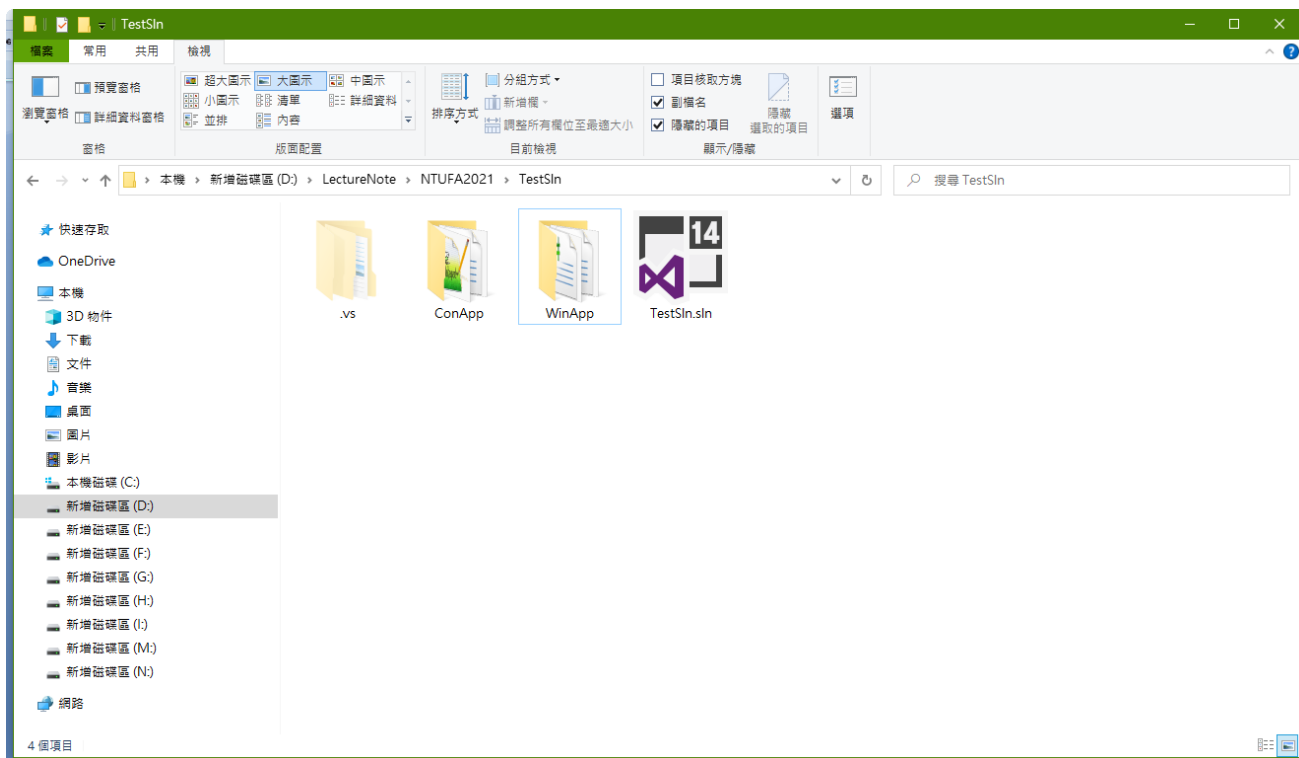 TestSln
檔案 常用 共用 檢視
瀏覽窗格
預覽窗格
詳細資料窗格
窗格
超大圖示 大圖示 中圖示
小圖示 清單 詳細資料
並排 內容
版面配置
排序方式
分組方式
新增欄
調整所有欄位至最適大小
目前檢視
項目核取方塊
副檔名
隱藏的項目
隱藏
選取的項目
顯示/隱藏
選項
本機 › 新增磁碟區 (D:) › LectureNote › NTUFA2021 › TestSln
搜尋 TestSln
快速存取
OneDrive
本機
3D 物件
下載
文件
音樂
桌面
圖片
影片
本機磁碟 (C:)
新增磁碟區 (D:)
新增磁碟區 (E:)
新增磁碟區 (F:)
新增磁碟區 (G:)
新增磁碟區 (H:)
新增磁碟區 (I:)
新增磁碟區 (M:)
新增磁碟區 (N:)
網路
.vs
ConApp
WinApp
14
TestSln.sln
4 個項目